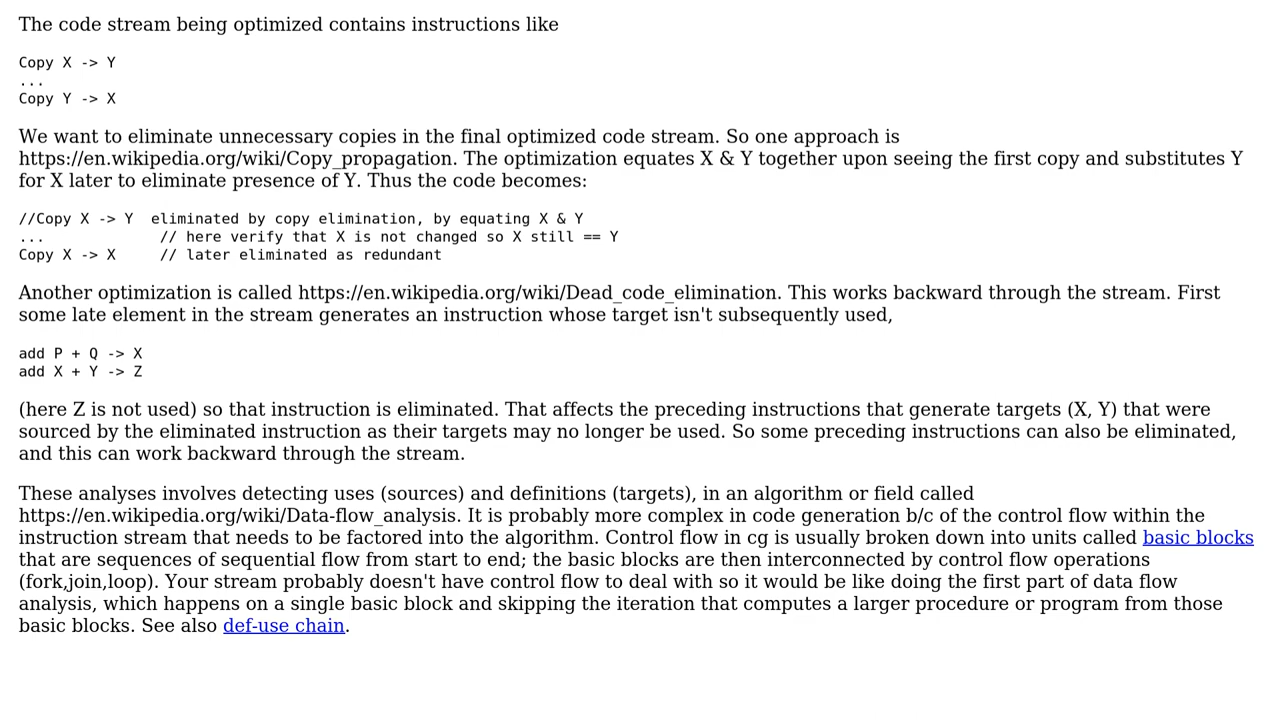 The code stream being optimized contains instructions like
Copy X -> Y
...
Copy Y -> X
We want to eliminate unnecessary copies in the final optimized code stream. So one approach is
https://en.wikipedia.org/wiki/Copy_propagation. The optimization equates X & Y together upon seeing the first copy and substitutes Y
for X later to eliminate presence of Y. Thus the code becomes:
//Copy X -> Y  eliminated by copy elimination, by equating X & Y
...             // here verify that X is not changed so X still == Y
Copy X -> X     // later eliminated as redundant
Another optimization is called https://en.wikipedia.org/wiki/Dead_code_elimination. This works backward through the stream. First
some late element in the stream generates an instruction whose target isn't subsequently used,
add P + Q -> X
add X + Y -> Z
(here Z is not used) so that instruction is eliminated. That affects the preceding instructions that generate targets (X, Y) that were
sourced by the eliminated instruction as their targets may no longer be used. So some preceding instructions can also be eliminated,
and this can work backward through the stream.
These analyses involves detecting uses (sources) and definitions (targets), in an algorithm or field called
https://en.wikipedia.org/wiki/Data-flow_analysis. It is probably more complex in code generation b/c of the control flow within the
instruction stream that needs to be factored into the algorithm. Control flow in cg is usually broken down into units called basic blocks
that are sequences of sequential flow from start to end; the basic blocks are then interconnected by control flow operations
(fork,join,loop). Your stream probably doesn't have control flow to deal with so it would be like doing the first part of data flow
analysis, which happens on a single basic block and skipping the iteration that computes a larger procedure or program from those
basic blocks. See also def-use chain.